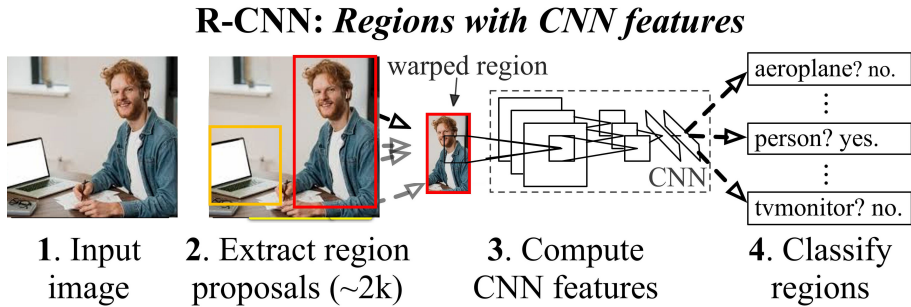 R-CNN: Regions with CNN features
warped region
aeroplane? no.
⋮
person? yes.
⋮
tvmonitor? no.
CNN
1. Input
image
2. Extract region
proposals (~2k)
3. Compute
CNN features
4. Classify
regions